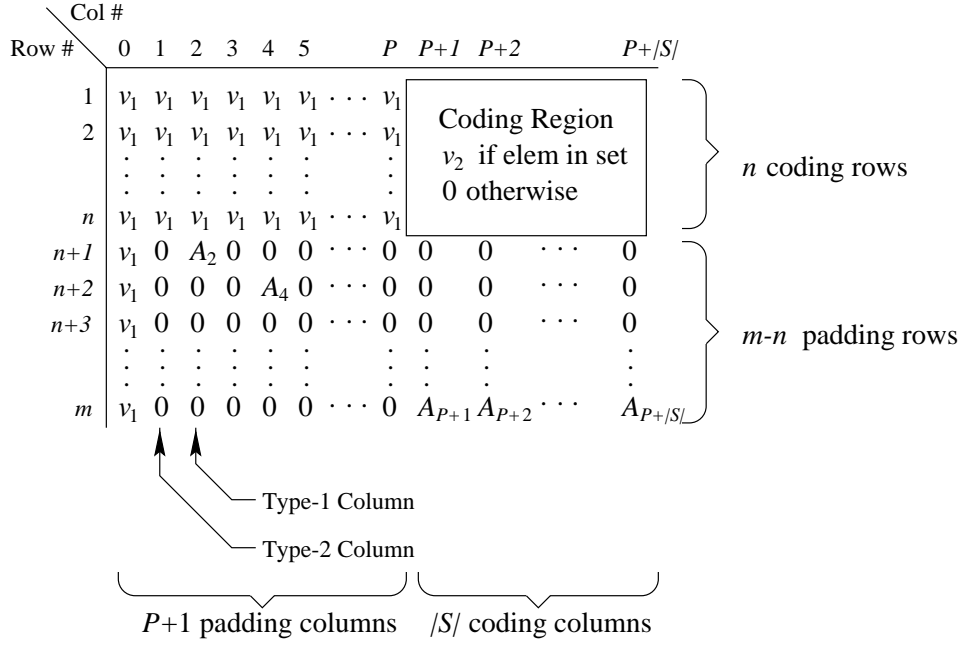 Col #
Row # 0 1 2 3 4 5 P P+1 P+2 P+|S|
1 v1 v1 v1 v1 v1 v1 · · · v1
Coding Region
2 v1 v1 v1 v1 v1 v1 · · · v1
v2 if elem in set
0 otherwise
n coding rows
n v1 v1 v1 v1 v1 v1 · · · v1
n+1 v1 0 A2 0 0 0 · · · 0 0 0 · · · 0
n+2 v1 0 0 0 A4 0 · · · 0 0 0 · · · 0
n+3 v1 0 0 0 0 0 · · · 0 0 0 · · · 0
m-n padding rows
m v1 0 0 0 0 0 · · · 0 AP+1 AP+2 · · · AP+|S|
Type-1 Column
Type-2 Column
P+1 padding columns |S| coding columns